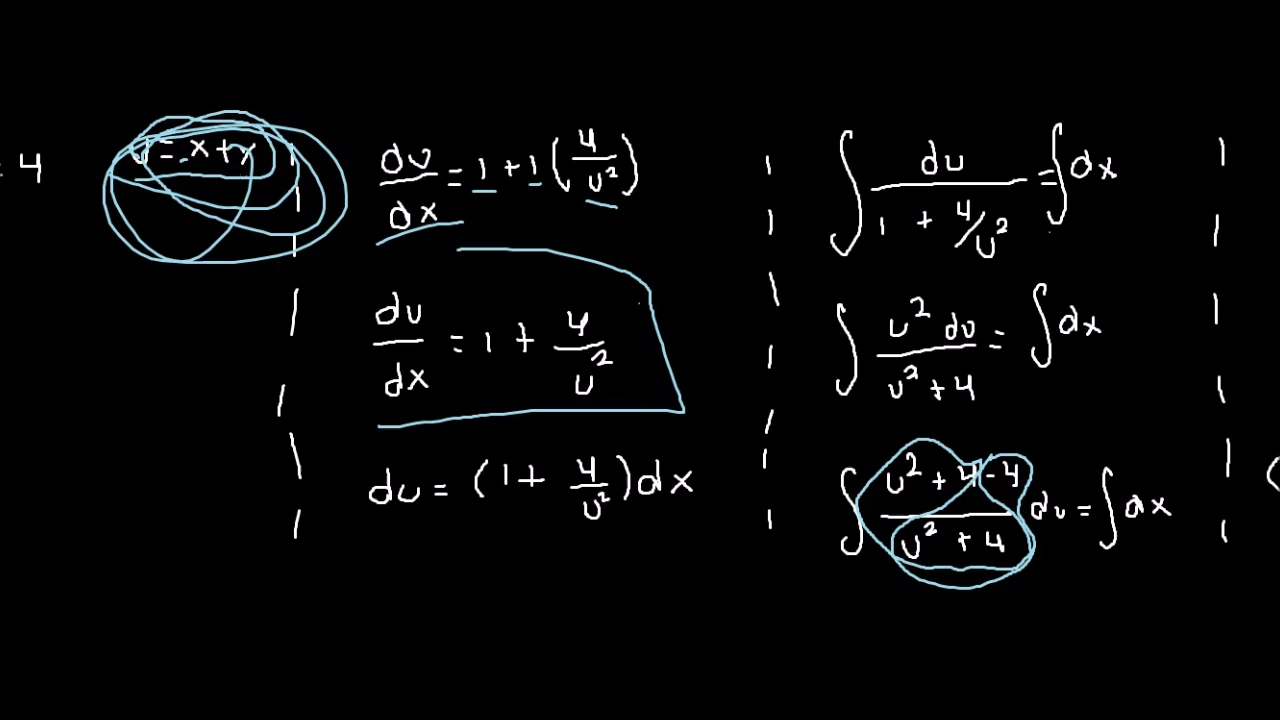 = 4
u = x + y
du/dx = 1 + 1(4/u²)
du/dx = 1 + 4/u²
du = (1 + 4/u²)dx
∫ du/(1 + 4/u²) = ∫dx
∫ u² du/(u² + 4) = ∫dx
∫ (u² + 4 - 4)/(u² + 4) du = ∫dx